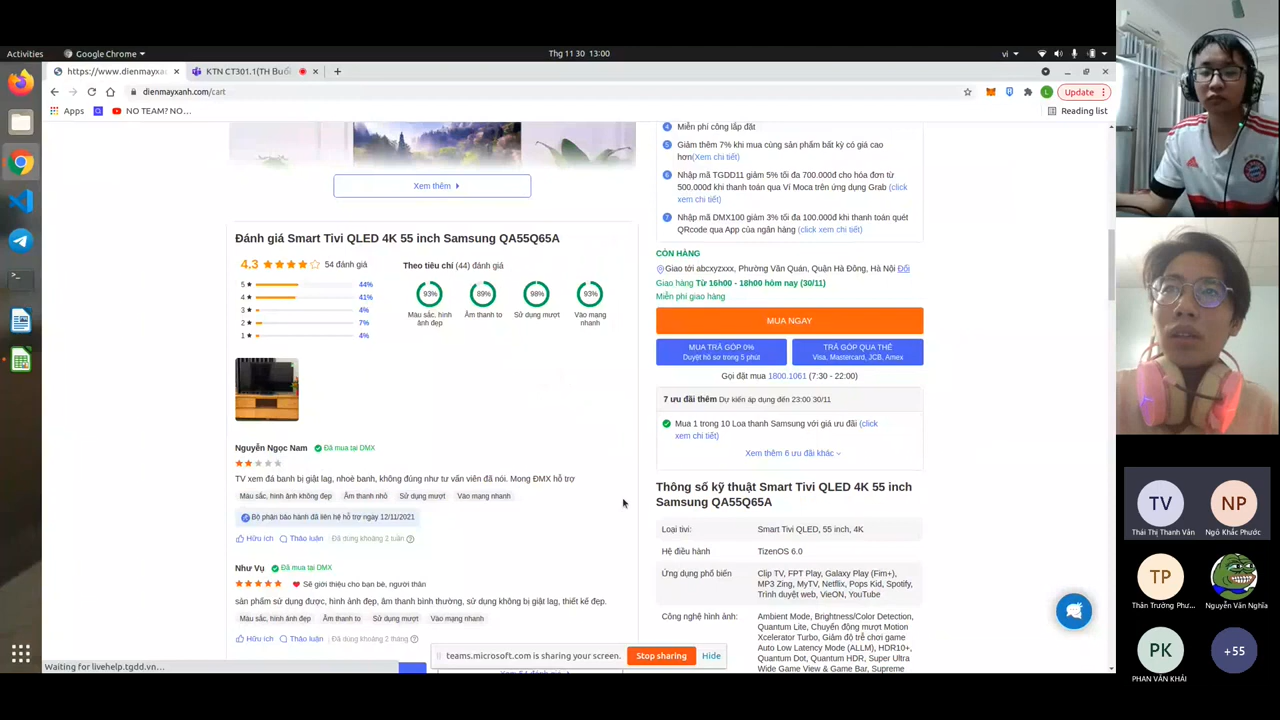 Activities
Google Chrome
Thg 11 30 13:00
vi
https://www.dienmayxa
KTN CT301.1(TH Buổi
dienmayxanh.com/cart
Update
Apps
NO TEAM? NO…
Reading list
Xem thêm
Đánh giá Smart Tivi QLED 4K 55 inch Samsung QA55Q65A
4.3
54 đánh giá
5 44%
4 41%
3 4%
2 7%
1 4%
Theo tiêu chí (44) đánh giá
93%
89%
98%
93%
Màu sắc, hình ảnh đẹp
Âm thanh to
Sử dụng mượt
Vào mạng nhanh
Nguyễn Ngọc Nam Đã mua tại DMX
TV xem đá banh bị giật lag, nhoè banh, không đúng như tư vấn viên đã nói. Mong ĐMX hỗ trợ
Màu sắc, hình ảnh không đẹp Âm thanh nhỏ Sử dụng mượt Vào mạng nhanh
Bộ phận bảo hành đã liên hệ hỗ trợ ngày 12/11/2021
Hữu ích Thảo luận Đã dùng khoảng 2 tuần
Như Vụ Đã mua tại DMX
Sẽ giới thiệu cho bạn bè, người thân
sản phẩm sử dụng được, hình ảnh đẹp, âm thanh bình thường, sử dụng không bị giật lag, thiết kế đẹp.
Màu sắc, hình ảnh đẹp Âm thanh to Sử dụng mượt Vào mạng nhanh
Hữu ích Thảo luận Đã dùng khoảng 2 tháng
4 Miễn phí công lắp đặt
5 Giảm thêm 7% khi mua cùng sản phẩm bất kỳ có giá cao
hơn(Xem chi tiết)
6 Nhập mã TGDD11 giảm 5% tối đa 700.000đ cho hóa đơn từ
500.000đ khi thanh toán qua Ví Moca trên ứng dụng Grab (click
xem chi tiết)
7 Nhập mã DMX100 giảm 3% tối đa 100.000đ khi thanh toán quét
QRcode qua App của ngân hàng (click xem chi tiết)
CÒN HÀNG
Giao tới abcxyzxxx, Phường Văn Quán, Quận Hà Đông, Hà Nội Đổi
Giao hàng Từ 16h00 - 18h00 hôm nay (30/11)
Miễn phí giao hàng
MUA NGAY
MUA TRẢ GÓP 0%
Duyệt hồ sơ trong 5 phút
TRẢ GÓP QUA THẺ
Visa, Mastercard, JCB, Amex
Gọi đặt mua 1800.1061 (7:30 - 22:00)
7 ưu đãi thêm Dự kiến áp dụng đến 23:00 30/11
Mua 1 trong 10 Loa thanh Samsung với giá ưu đãi (click
xem chi tiết)
Xem thêm 6 ưu đãi khác
Thông số kỹ thuật Smart Tivi QLED 4K 55 inch
Samsung QA55Q65A
Loại tivi: Smart Tivi QLED, 55 inch, 4K
Hệ điều hành TizenOS 6.0
Ứng dụng phổ biến Clip TV, FPT Play, Galaxy Play (Fim+),
MP3 Zing, MyTV, Netflix, Pops Kid, Spotify,
Trình duyệt web, VieON, YouTube
Công nghệ hình ảnh: Ambient Mode, Brightness/Color Detection,
Quantum Lite, Chuyển động mượt Motion
Xcelerator Turbo, Giảm độ trễ chơi game
Auto Low Latency Mode (ALLM), HDR10+,
Quantum Dot, Quantum HDR, Super Ultra
Wide Game View & Game Bar, Supreme
teams.microsoft.com is sharing your screen.
Stop sharing
Hide
Waiting for livehelp.tgdd.vn…
TV
Thái Thị Thanh Vân
NP
Ngô Khắc Phước
TP
Thân Trường Phư…
Nguyễn Văn Nghĩa
PK
PHAN VĂN KHẢI
+55